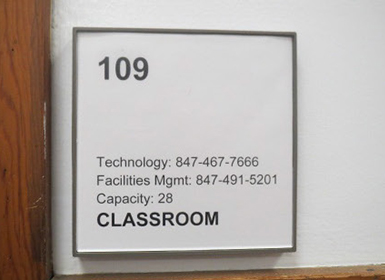 109
Technology: 847-467-7666
Facilities Mgmt: 847-491-5201
Capacity: 28
CLASSROOM